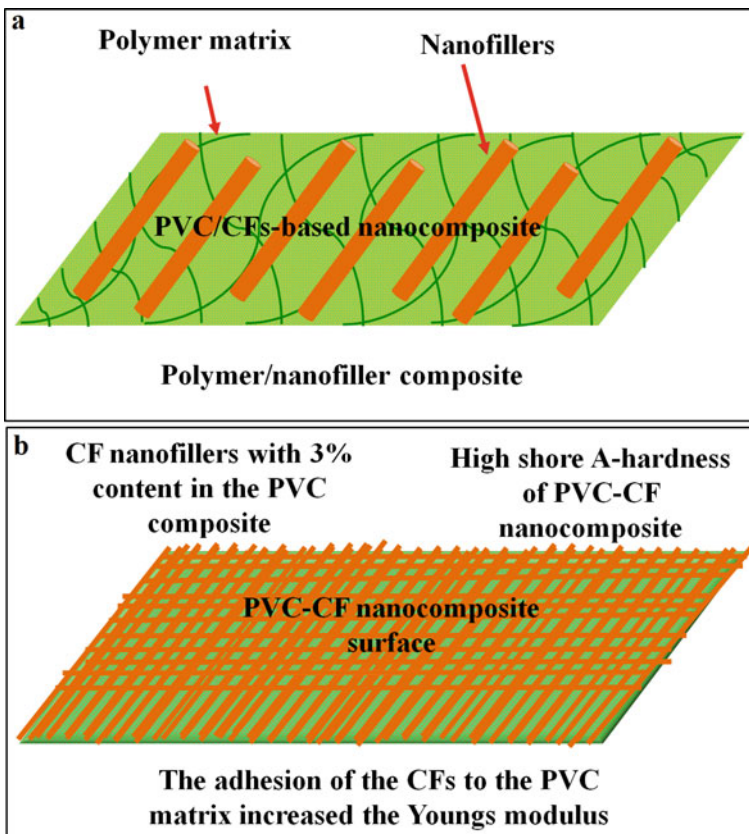 a
Polymer matrix
Nanofillers
PVC/CFs-based nanocomposite
Polymer/nanofiller composite
b
CF nanofillers with 3%
content in the PVC
composite
High shore A-hardness
of PVC-CF
nanocomposite
PVC-CF nanocomposite
surface
The adhesion of the CFs to the PVC
matrix increased the Youngs modulus